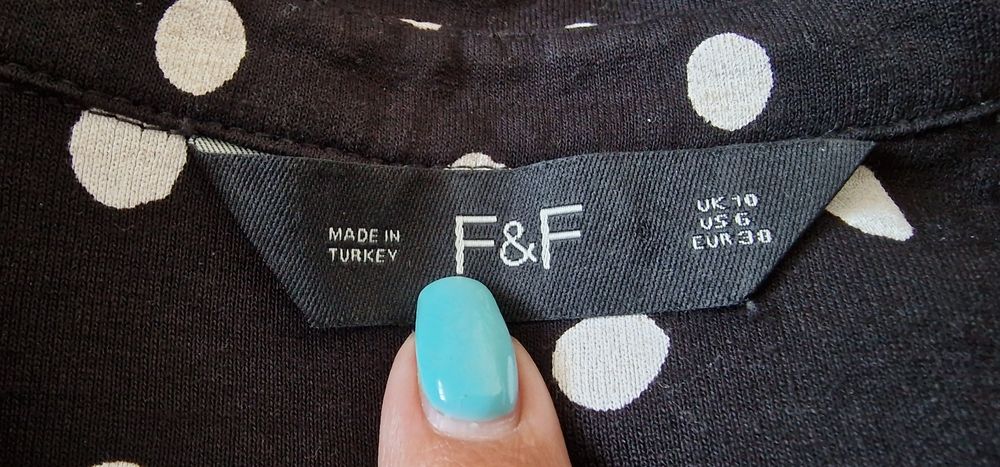 MADE IN
TURKEY
F&F
UK 10
US 6
EUR 38